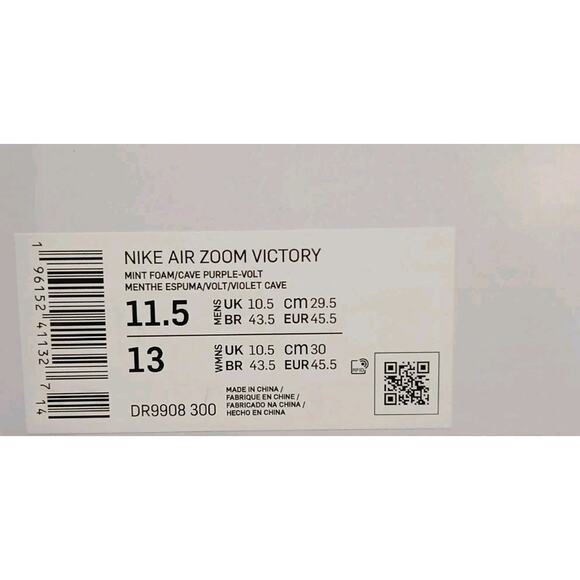 NIKE AIR ZOOM VICTORY
MINT FOAM/CAVE PURPLE-VOLT
MENTHE ESPUMA/VOLT/VIOLET CAVE
11.5 MENS UK 10.5 CM 29.5
BR 43.5 EUR 45.5
13 WMNS UK 10.5 CM 30
BR 43.5 EUR 45.5
RFID
DR9908 300
MADE IN CHINA /
FABRIQUE EN CHINE /
FABRICADO NA CHINA /
HECHO EN CHINA
1 96152 41132 7 14